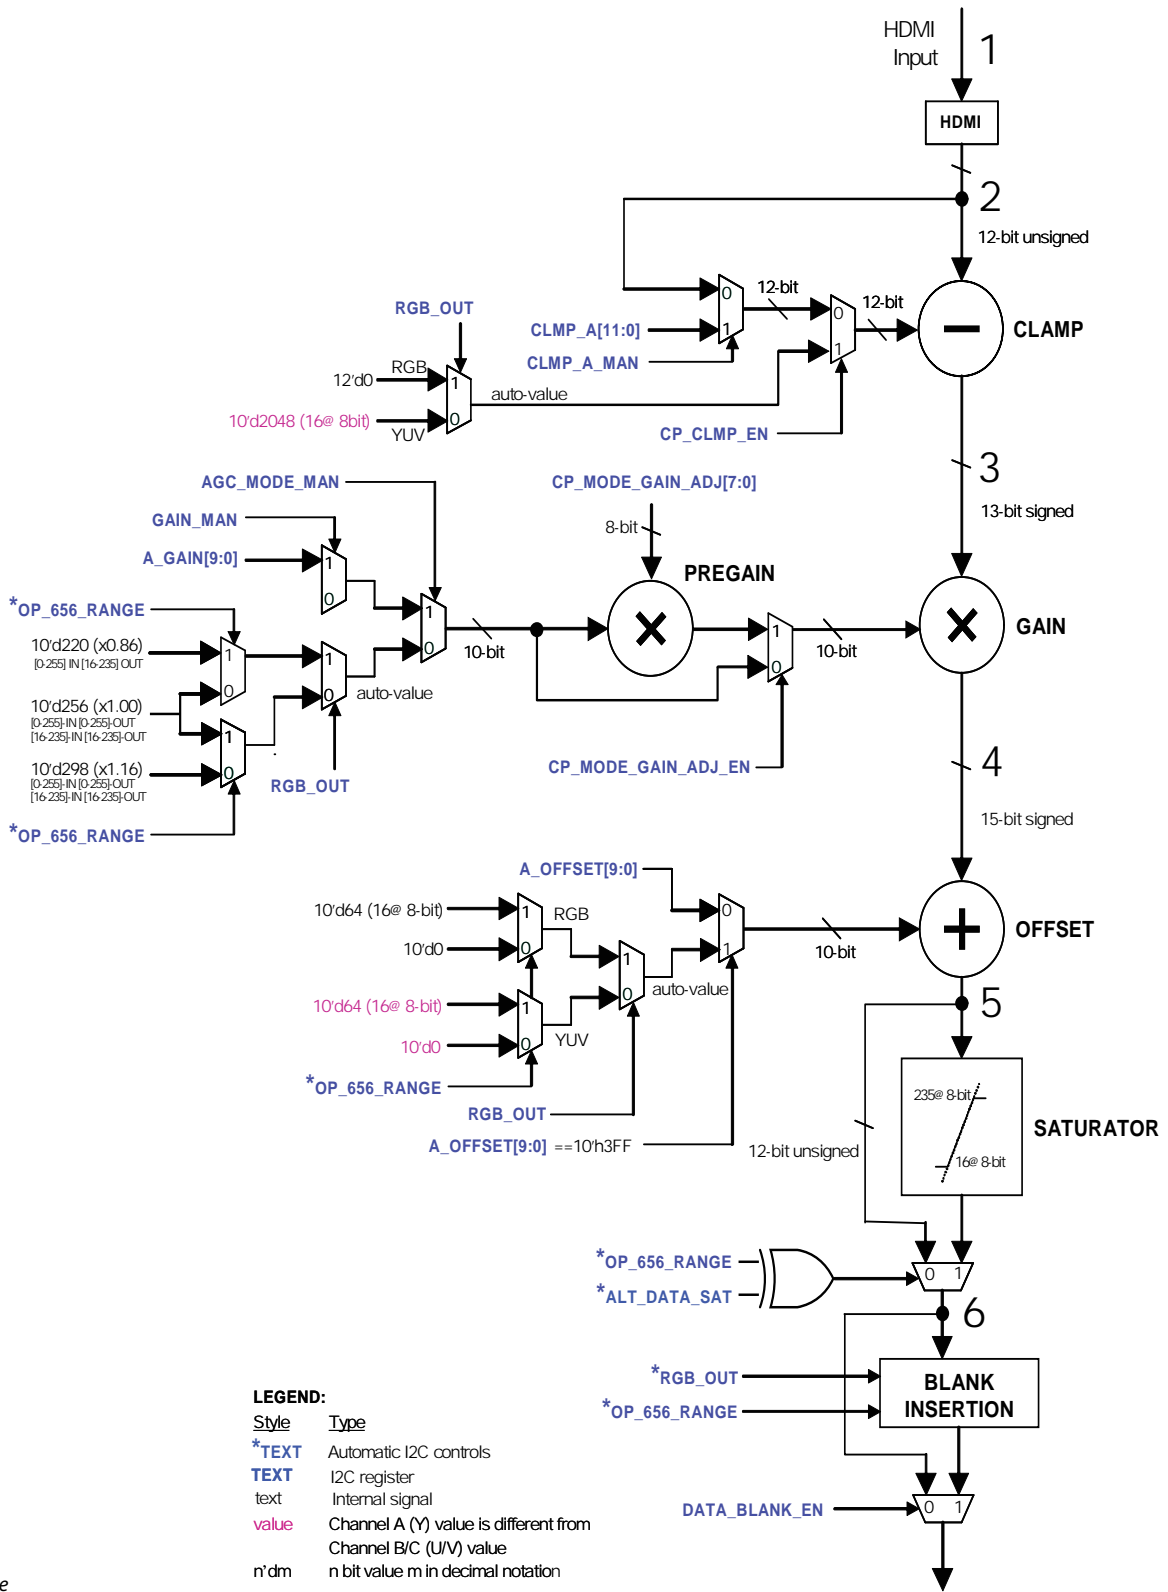 HDMI
Input
1
HDMI
2
12-bit unsigned
0
12-bit
12-bit
0
RGB_OUT
CLMP_A[11:0]
1
CLAMP
1
CLMP_A_MAN
RGB
12'd0
1
auto-value
10'd2048 (16@ 8bit)
0
YUV
CP_CLMP_EN
3
AGC_MODE_MAN
CP_MODE_GAIN_ADJ[7:0]
13-bit signed
GAIN_MAN
8-bit
A_GAIN[9:0]
1
PREGAIN
0
*OP_656_RANGE
1
1
GAIN
10'd220 (x0.86)
1
1
0
10-bit
10-bit
[0-255] IN [16-235] OUT
0
0
0
auto-value
10'd256 (x1.00)
[0-255]-IN [0-255]-OUT
[16-235]-IN [16-235]-OUT
1
10'd298 (x1.16)
0
CP_MODE_GAIN_ADJ_EN
4
[0-255]-IN [0-255]-OUT
[16-235]-IN [16-235]-OUT
RGB_OUT
*OP_656_RANGE
15-bit signed
A_OFFSET[9:0]
10'd64 (16@ 8-bit)
1
RGB
0
OFFSET
10'd0
0
1
1
10-bit
auto-value
10'd64 (16@ 8-bit)
1
0
5
YUV
10'd0
0
*OP_656_RANGE
235@ 8-bit
RGB_OUT
SATURATOR
A_OFFSET[9:0] ==10'h3FF
12-bit unsigned
16@ 8-bit
*OP_656_RANGE
0 1
*ALT_DATA_SAT
6
*RGB_OUT
BLANK
INSERTION
*OP_656_RANGE
LEGEND:
Style Type
*TEXT Automatic I2C controls
TEXT I2C register
text Internal signal
DATA_BLANK_EN
0 1
value Channel A (Y) value is different from
Channel B/C (U/V) value
n'dm n bit value m in decimal notation
e